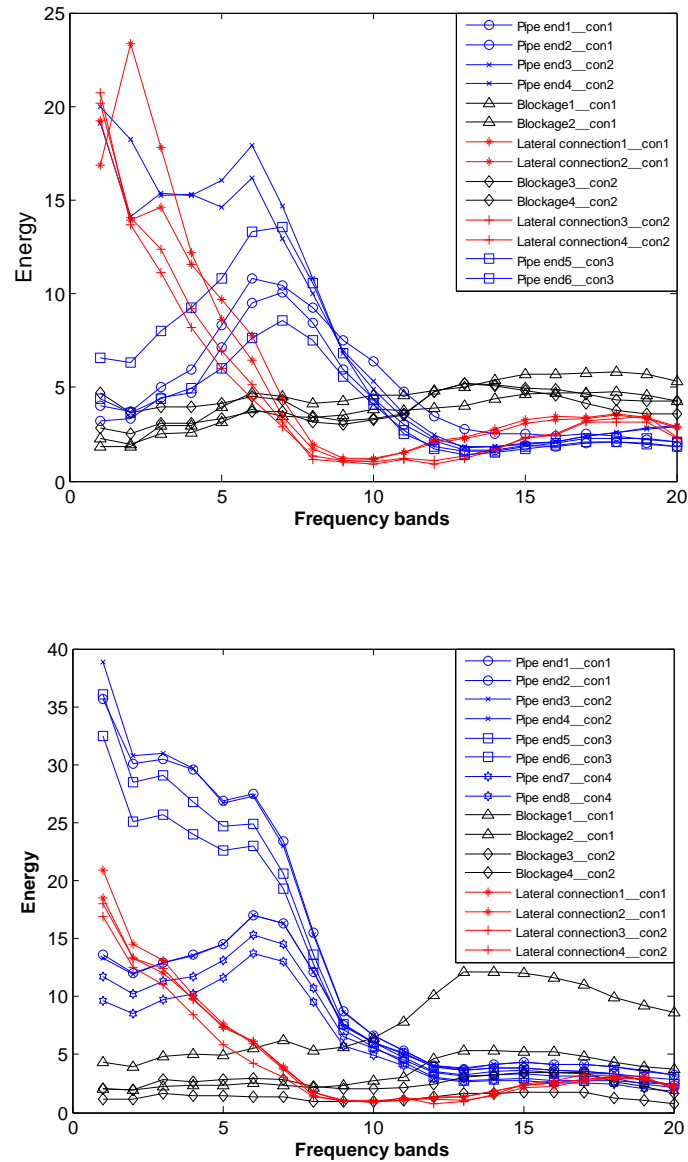 25
20
15
10
5
0
Energy
0
5
10
15
20
Frequency bands
Pipe end1__con1
Pipe end2__con1
Pipe end3__con2
Pipe end4__con2
Blockage1__con1
Blockage2__con1
Lateral connection1__con1
Lateral connection2__con1
Blockage3__con2
Blockage4__con2
Lateral connection3__con2
Lateral connection4__con2
Pipe end5__con3
Pipe end6__con3
40
35
30
25
20
15
10
5
0
Energy
0
5
10
15
20
Frequency bands
Pipe end1__con1
Pipe end2__con1
Pipe end3__con2
Pipe end4__con2
Pipe end5__con3
Pipe end6__con3
Pipe end7__con4
Pipe end8__con4
Blockage1__con1
Blockage2__con1
Blockage3__con2
Blockage4__con2
Lateral connection1__con1
Lateral connection2__con1
Lateral connection3__con2
Lateral connection4__con2